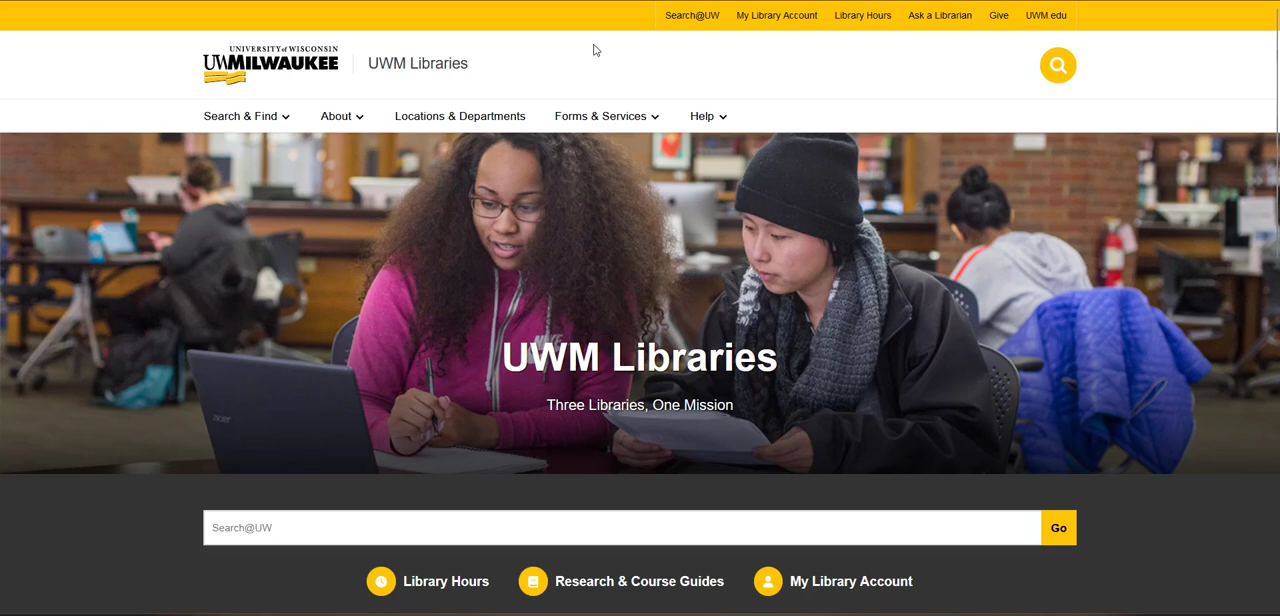 Search@UW My Library Account Library Hours Ask a Librarian Give UWM.edu
UNIVERSITY of WISCONSIN
UWMILWAUKEE
UWM Libraries
Search & Find About Locations & Departments Forms & Services Help
acer
UWM Libraries
Three Libraries, One Mission
Search@UW Go
Library Hours Research & Course Guides My Library Account